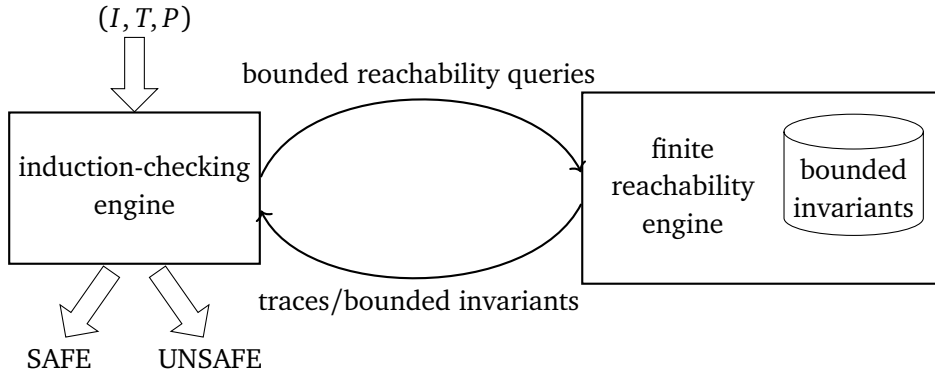 (I, T, P)
bounded reachability queries
induction-checking
engine
finite
reachability
engine
bounded
invariants
traces/bounded invariants
SAFE
UNSAFE